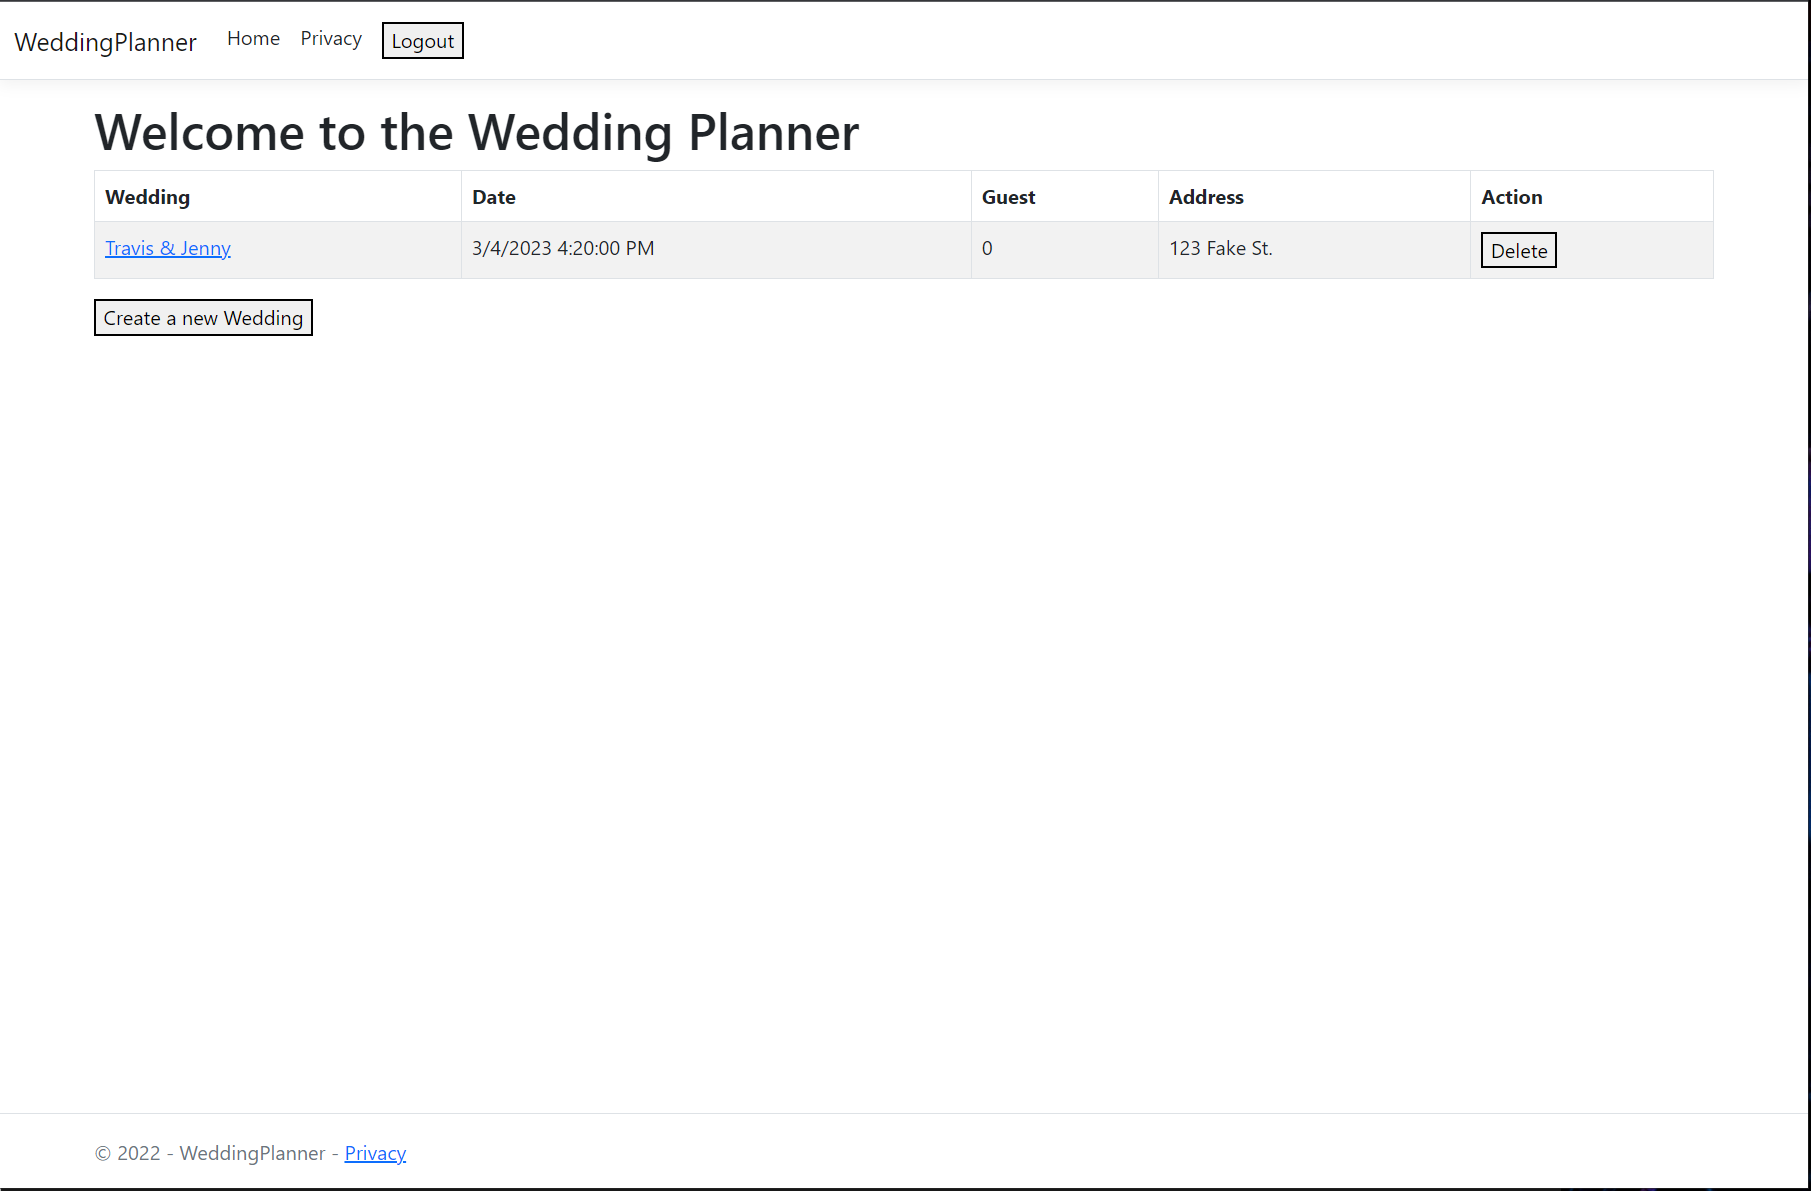 WeddingPlanner Home Privacy Logout
Welcome to the Wedding Planner
Wedding Date Guest Address Action
Travis & Jenny 3/4/2023 4:20:00 PM 0 123 Fake St. Delete
Create a new Wedding
© 2022 - WeddingPlanner - Privacy